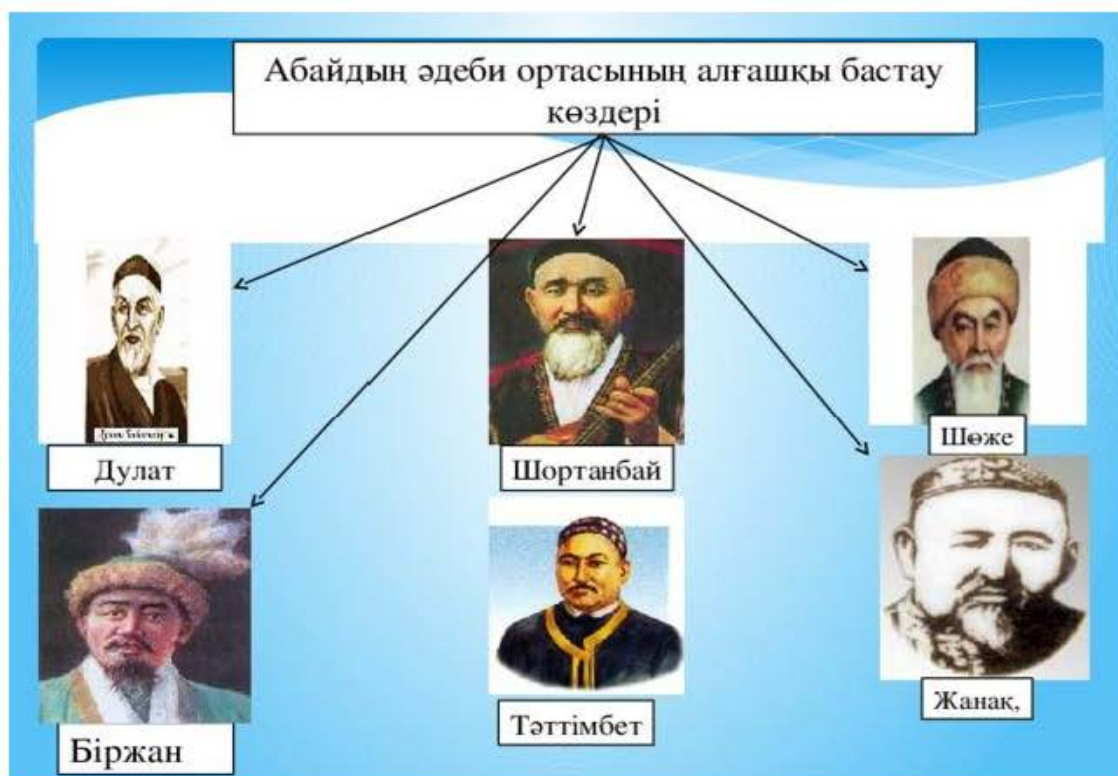 Абайдың әдеби ортасының алғашқы бастау
көздері
Дулат
Шортанбай
Шөже
Біржан
Тәттімбет
Жанақ,